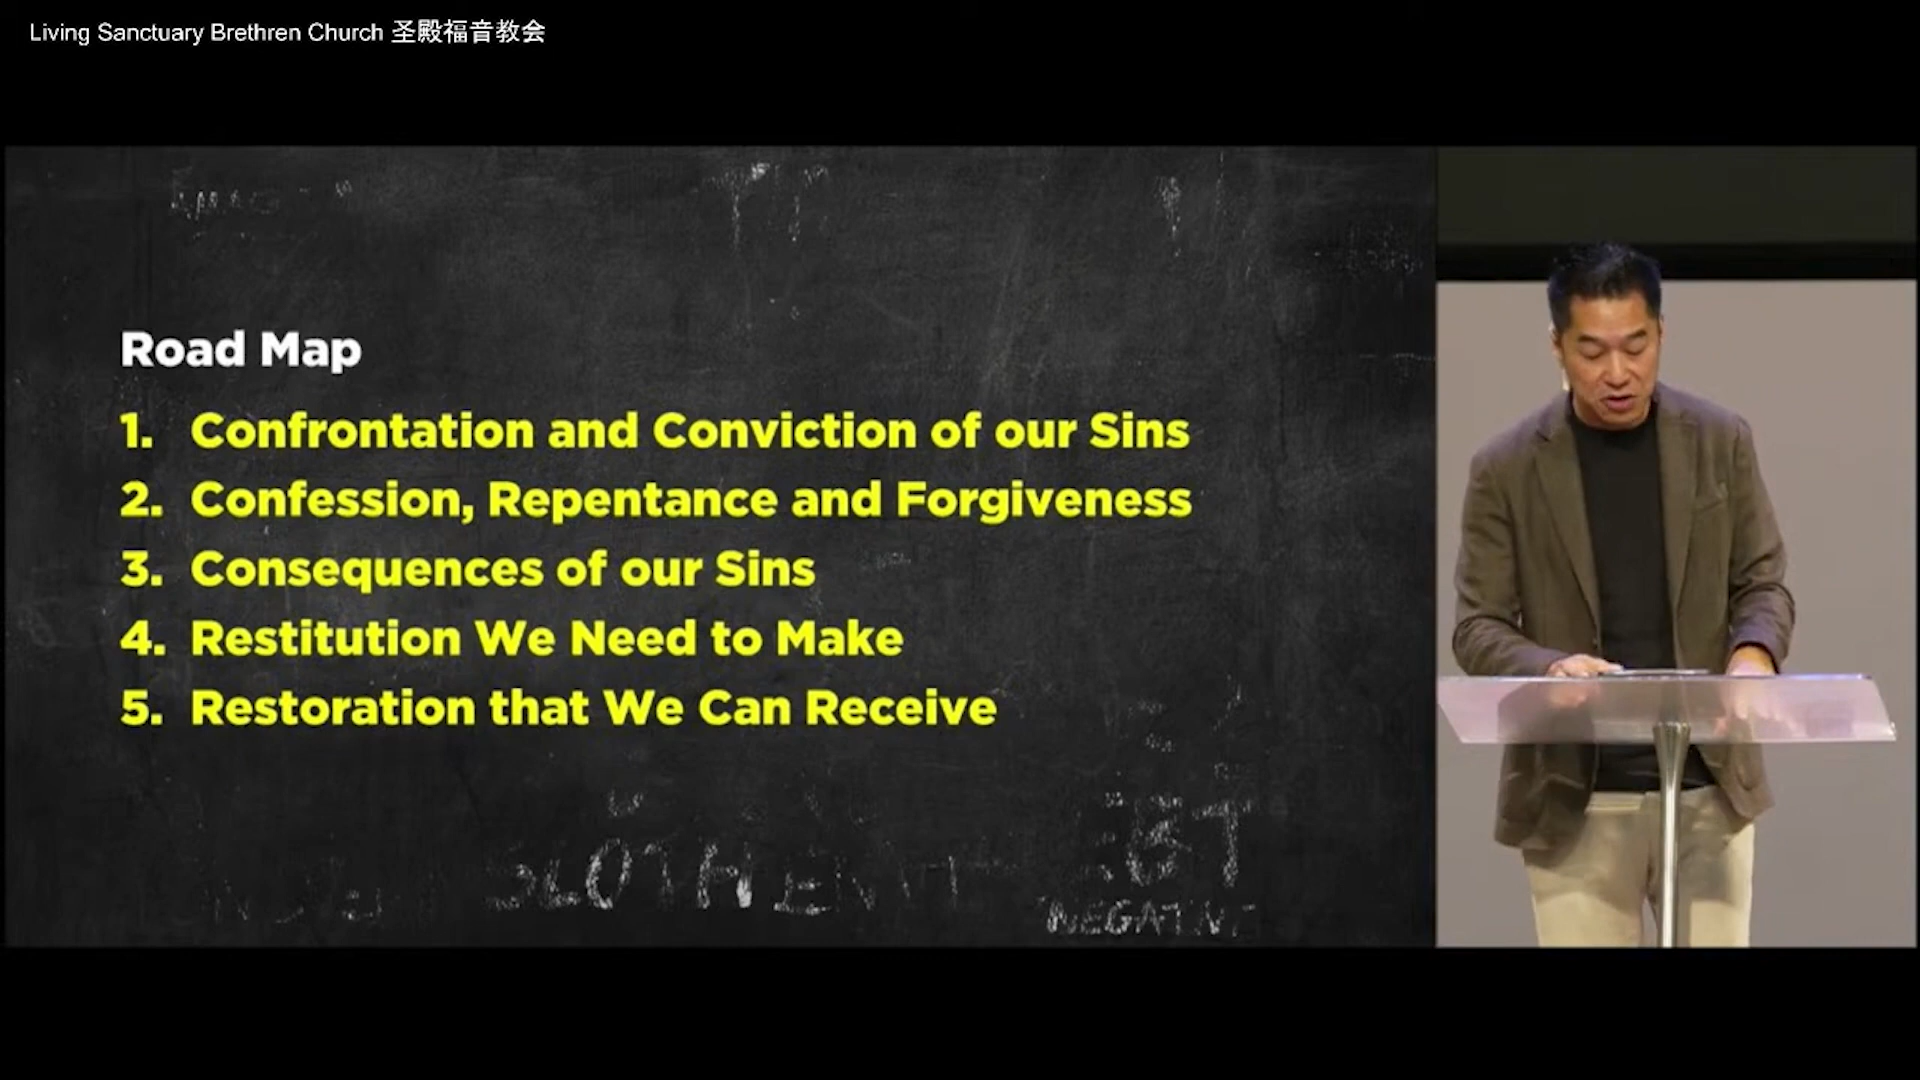 Living Sanctuary Brethren Church 圣殿福音教会
Road Map
1. Confrontation and Conviction of our Sins
2. Confession, Repentance and Forgiveness
3. Consequences of our Sins
4. Restitution We Need to Make
5. Restoration that We Can Receive